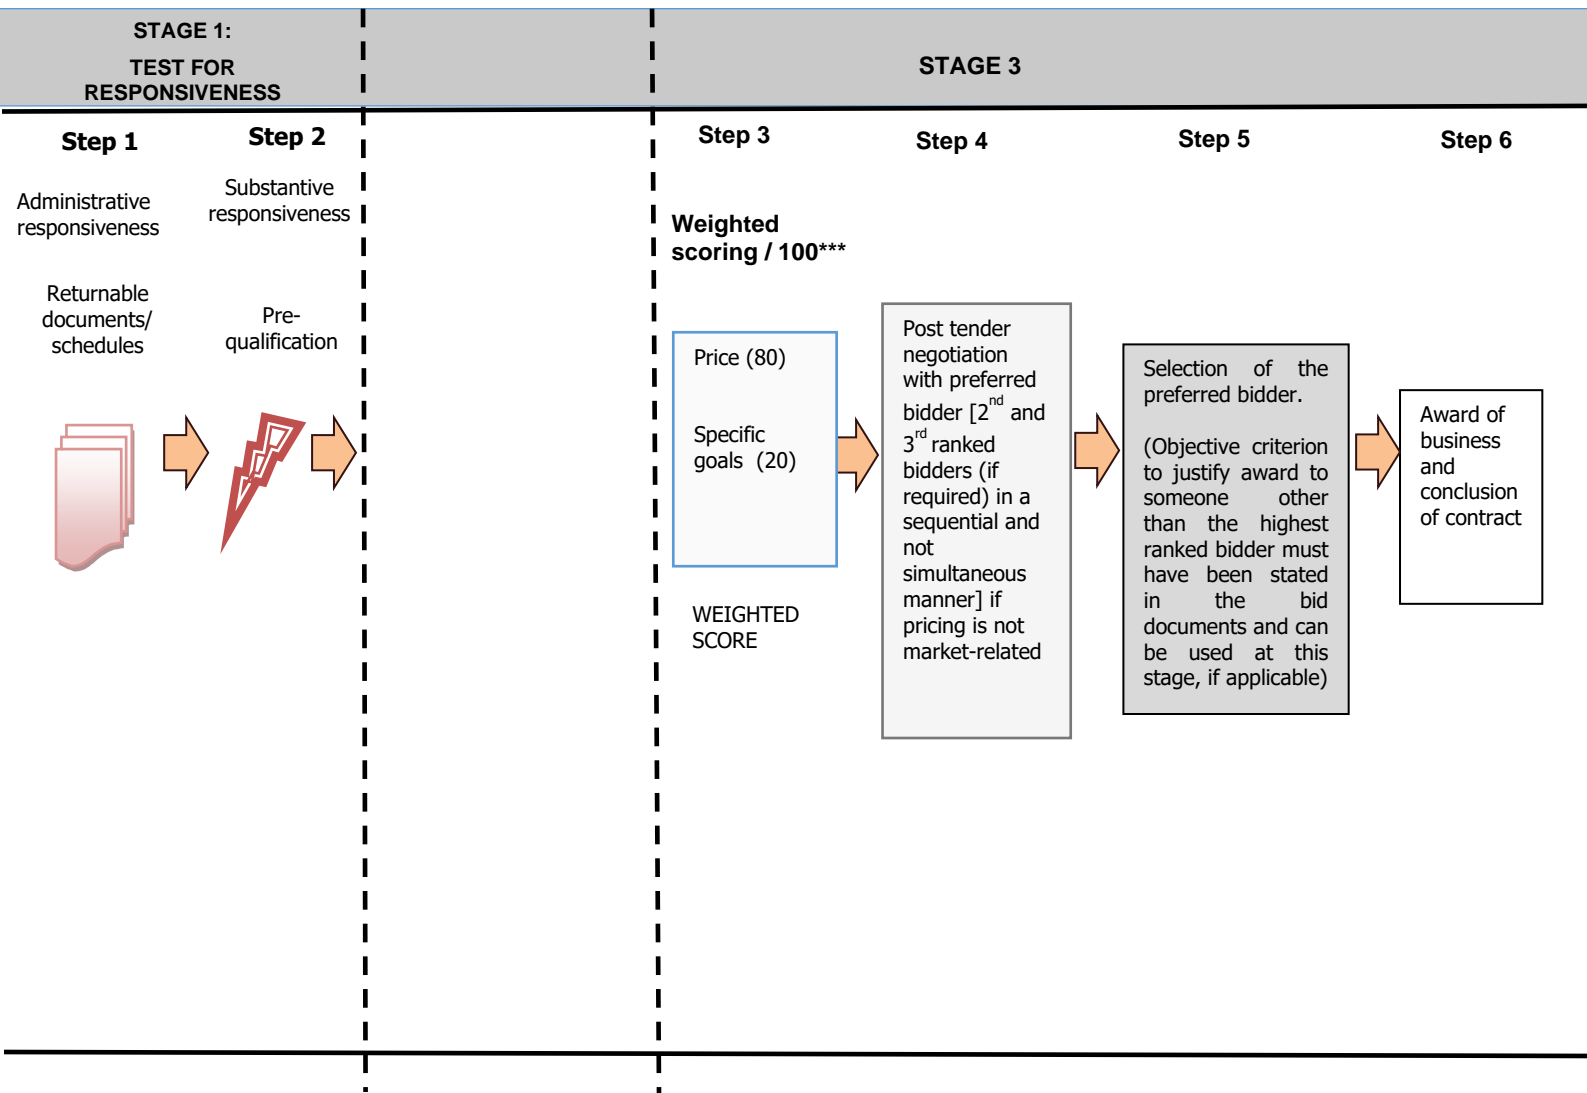 STAGE 1:
TEST FOR
RESPONSIVENESS
STAGE 3
Step 1
Step 2
Step 3
Step 4
Step 5
Step 6
Administrative
responsiveness
Substantive
responsiveness
Returnable
documents/
schedules
Pre-
qualification
Weighted
scoring / 100***
Price (80)
Specific
goals (20)
WEIGHTED
SCORE
Post tender
negotiation
with preferred
bidder [2nd and
3rd ranked
bidders (if
required) in a
sequential and
not
simultaneous
manner] if
pricing is not
market-related
Selection of the
preferred bidder.
(Objective criterion
to justify award to
someone other
than the highest
ranked bidder must
have been stated
in the bid
documents and can
be used at this
stage, if applicable)
Award of
business
and
conclusion
of contract